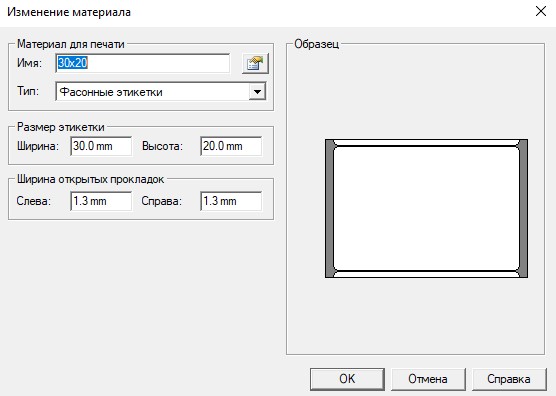 Изменение материала
Материал для печати
Имя: 30x20
Тип: Фасонные этикетки
Размер этикетки
Ширина: 30.0 mm Высота: 20.0 mm
Ширина открытых прокладок
Слева: 1.3 mm Справа: 1.3 mm
Образец
OK Отмена Справка